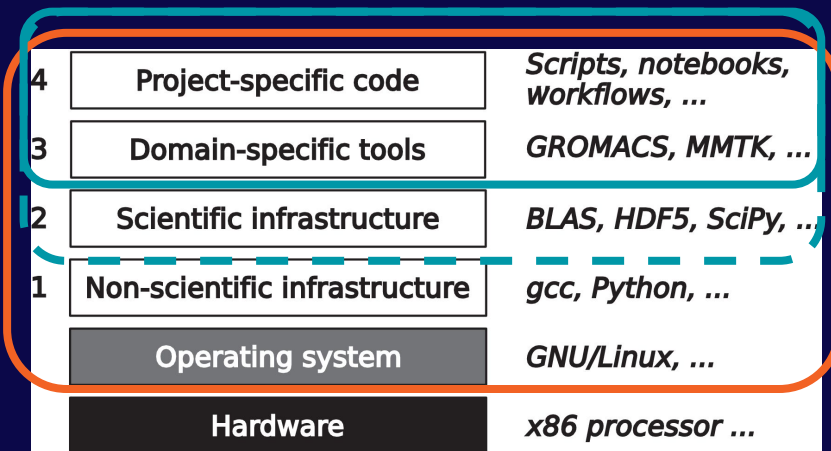 4 Project-specific code Scripts, notebooks,
workflows, ...
3 Domain-specific tools GROMACS, MMTK, ...
2 Scientific infrastructure BLAS, HDF5, SciPy, ...
1 Non-scientific infrastructure gcc, Python, ...
Operating system GNU/Linux, ...
Hardware x86 processor ...